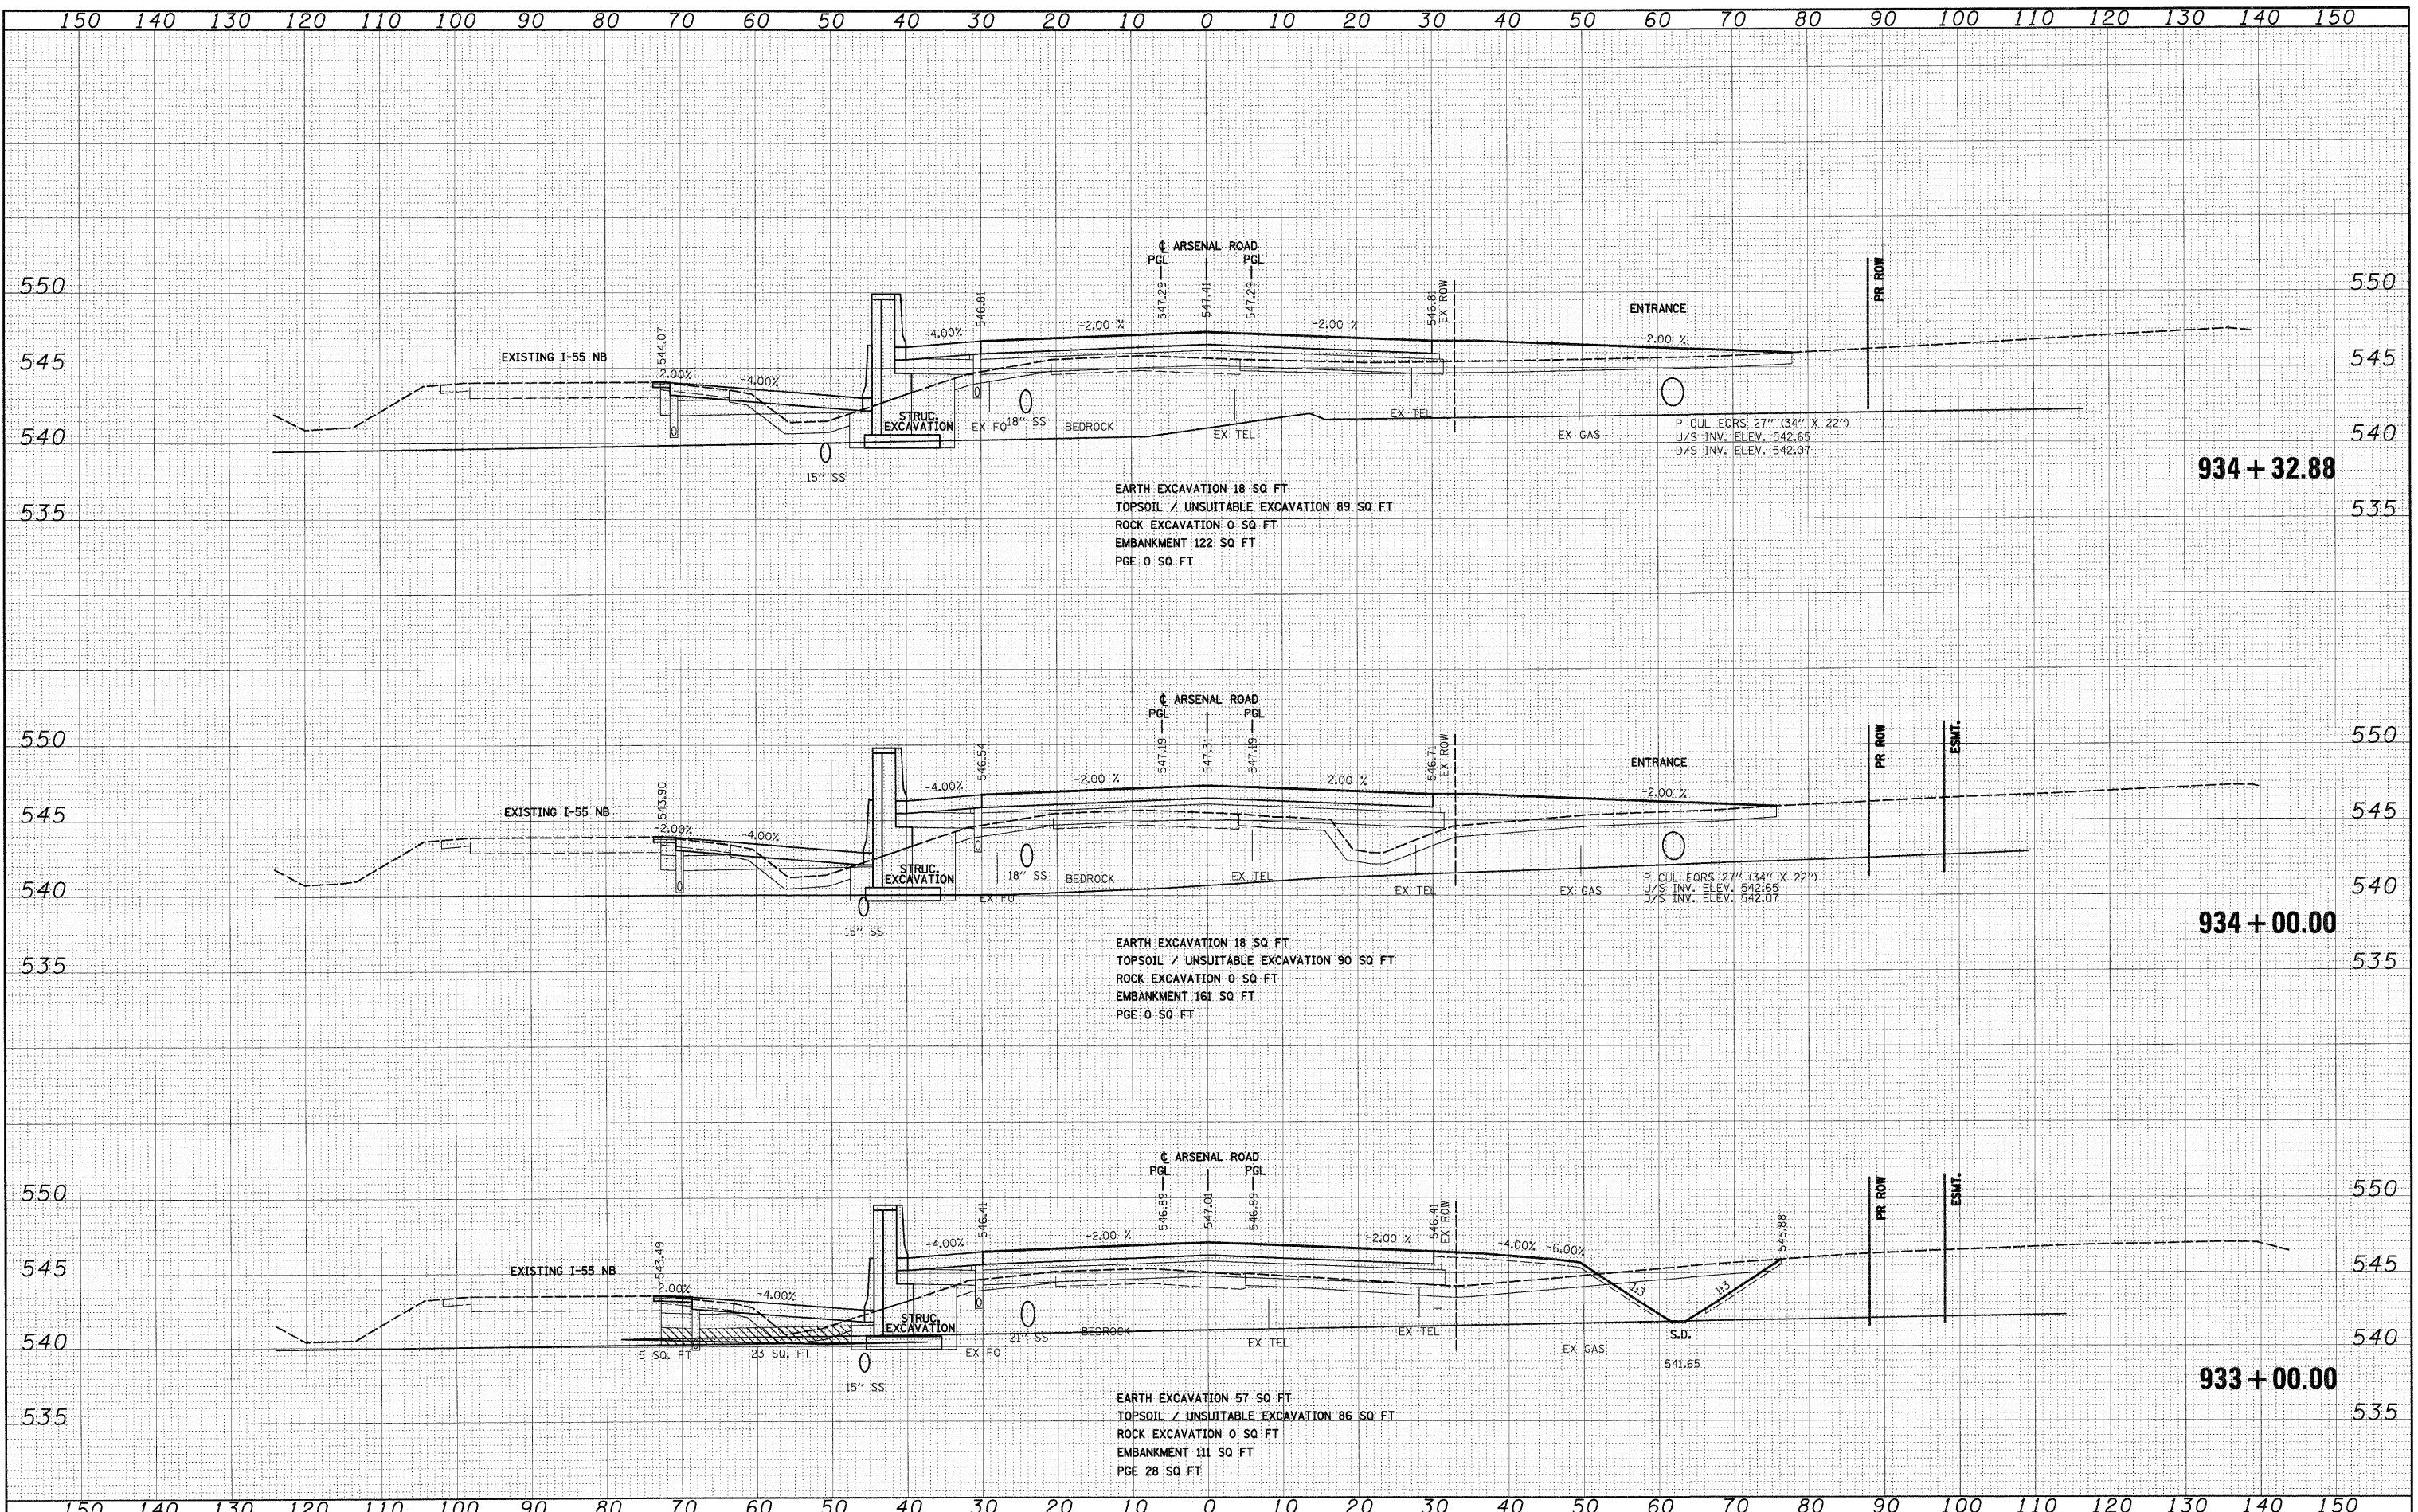 150 140 130 120 110 100 90 80 70 60 50 40 30 20 10 0 10 20 30 40 50 60 70 80 90 100 110 120 130 140 150
℄ ARSENAL ROAD
PGL PGL
547.29 547.41 547.29
546.81 546.81
EX ROW
PR ROW
550 550
ENTRANCE
-4.00% -2.00 % -2.00 % -2.00 %
544.07
EXISTING I-55 NB
545 545
-2.00% -4.00%
STRUC.
EXCAVATION
EX FO 18" SS BEDROCK EX TEL EX TEL EX GAS
P CUL EQRS 27" (34" X 22")
U/S INV. ELEV. 542.65
D/S INV. ELEV. 542.07
540 540
15" SS
934+32.88
EARTH EXCAVATION 18 SQ FT
TOPSOIL / UNSUITABLE EXCAVATION 89 SQ FT
ROCK EXCAVATION 0 SQ FT
EMBANKMENT 122 SQ FT
PGE 0 SQ FT
535 535
℄ ARSENAL ROAD
PGL PGL
547.19 547.31 547.19
546.54 546.71
EX ROW
PR ROW
ESMT.
550 550
ENTRANCE
-4.00% -2.00 % -2.00 % -2.00 %
543.90
EXISTING I-55 NB
545 545
-2.00% -4.00%
STRUC.
EXCAVATION
EX FO 18" SS BEDROCK EX TEL EX TEL EX GAS
P CUL EQRS 27" (34" X 22")
U/S INV. ELEV. 542.65
D/S INV. ELEV. 542.07
540 540
15" SS
934+00.00
EARTH EXCAVATION 18 SQ FT
TOPSOIL / UNSUITABLE EXCAVATION 90 SQ FT
ROCK EXCAVATION 0 SQ FT
EMBANKMENT 161 SQ FT
PGE 0 SQ FT
535 535
℄ ARSENAL ROAD
PGL PGL
546.89 547.01 546.89
546.41 546.41
EX ROW
PR ROW
ESMT.
550 550
-4.00% -2.00 % -2.00 % -4.00% -6.00%
545.88
543.49
EXISTING I-55 NB
545 545
-2.00% -4.00%
1:3 1:3
STRUC.
EXCAVATION
5 SQ. FT 23 SQ. FT EX FO 21" SS BEDROCK EX TEL EX TEL EX GAS S.D.
541.65
540 540
15" SS
933+00.00
EARTH EXCAVATION 57 SQ FT
TOPSOIL / UNSUITABLE EXCAVATION 86 SQ FT
ROCK EXCAVATION 0 SQ FT
EMBANKMENT 111 SQ FT
PGE 28 SQ FT
535 535
150 140 130 120 110 100 90 80 70 60 50 40 30 20 10 0 10 20 30 40 50 60 70 80 90 100 110 120 130 140 150